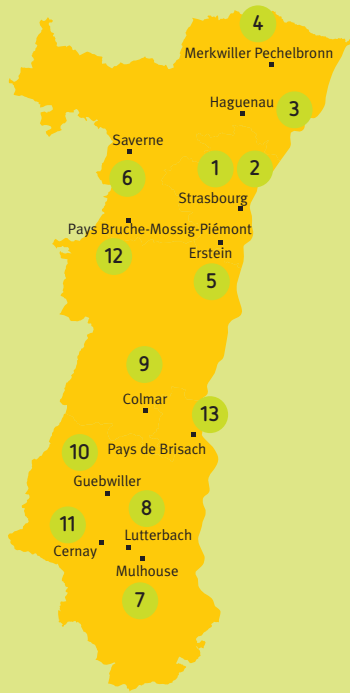 4
Merkwiller Pechelbronn
Haguenau
3
Saverne
1
2
6
Strasbourg
Pays Bruche-Mossig-Piémont
12
Erstein
5
9
Colmar
13
10
Pays de Brisach
Guebwiller
8
11
Lutterbach
Cernay
Mulhouse
7